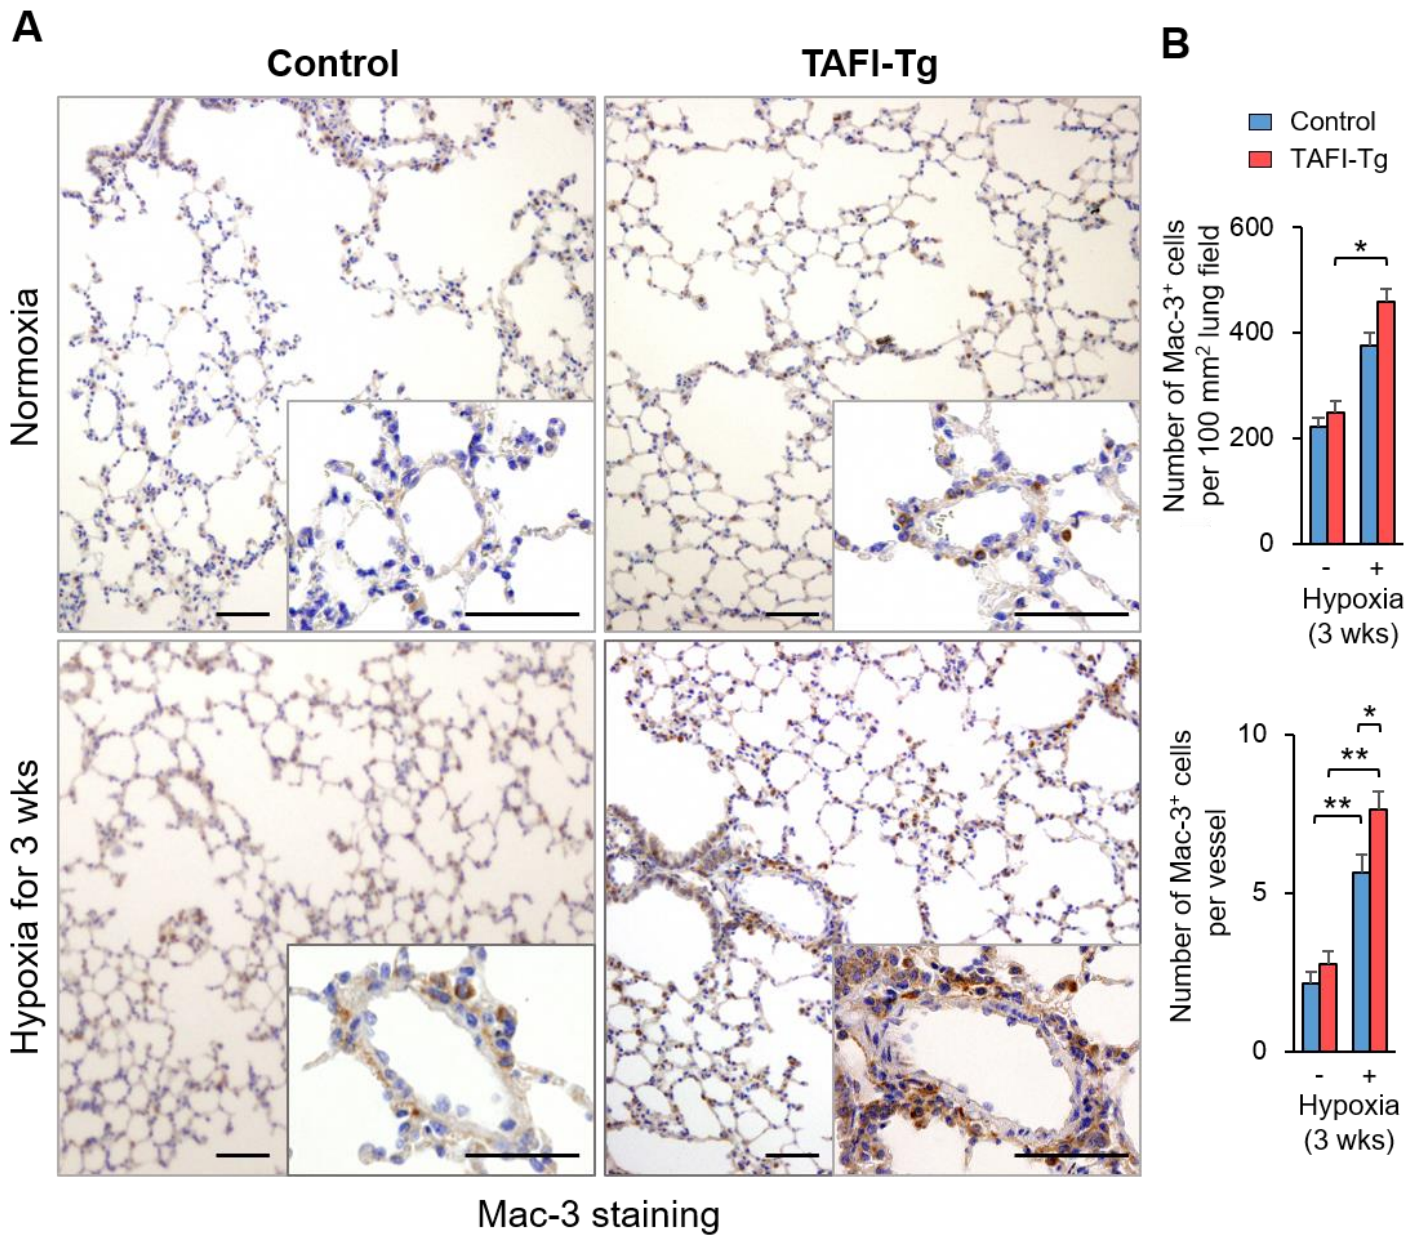 A
Control
TAFI-Tg
Normoxia
Hypoxia for 3 wks
Mac-3 staining
B
Control
TAFI-Tg
Number of Mac-3⁺ cells
per 100 mm² lung field
600
400
200
0
*
- +
Hypoxia
(3 wks)
Number of Mac-3⁺ cells
per vessel
10
5
0
*
**
**
- +
Hypoxia
(3 wks)